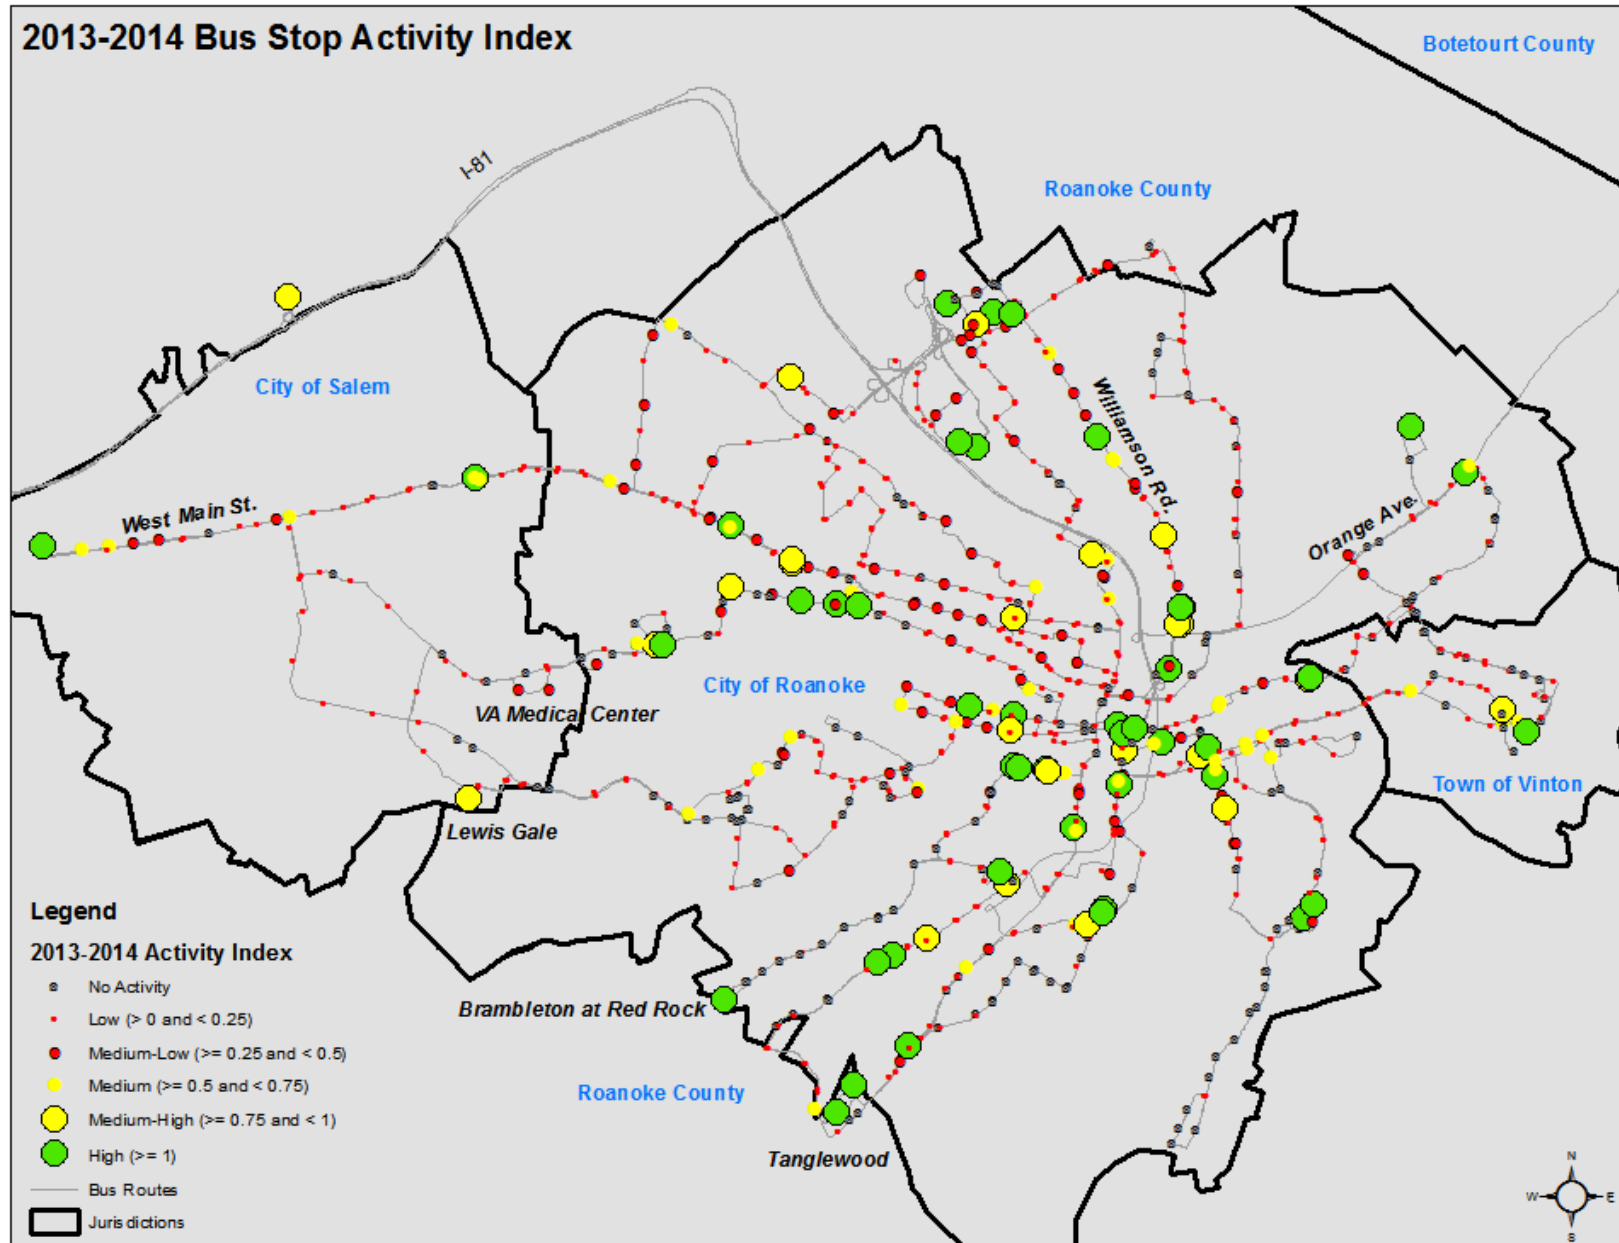 2013-2014 Bus Stop Activity Index
Botetourt County
I-81
Roanoke County
City of Salem
Williamson Rd.
West Main St.
Orange Ave.
City of Roanoke
VA Medical Center
Town of Vinton
Lewis Gale
Legend
2013-2014 Activity Index
No Activity
Low (> 0 and < 0.25)
Medium-Low (>= 0.25 and < 0.5)
Medium (>= 0.5 and < 0.75)
Medium-High (>= 0.75 and < 1)
High (>= 1)
Bus Routes
Jurisdictions
Brambleton at Red Rock
Roanoke County
Tanglewood
N
W
E
S